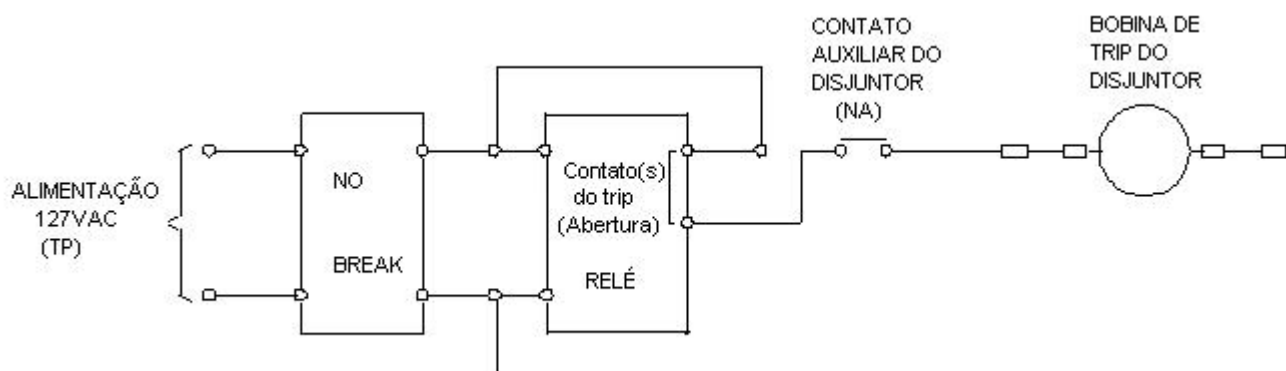 CONTATO
AUXILIAR DO
DISJUNTOR
(NA)
BOBINA DE
TRIP DO
DISJUNTOR
ALIMENTAÇÃO
127VAC
(TP)
NO
BREAK
Contato(s)
do trip
(Abertura)
RELÉ